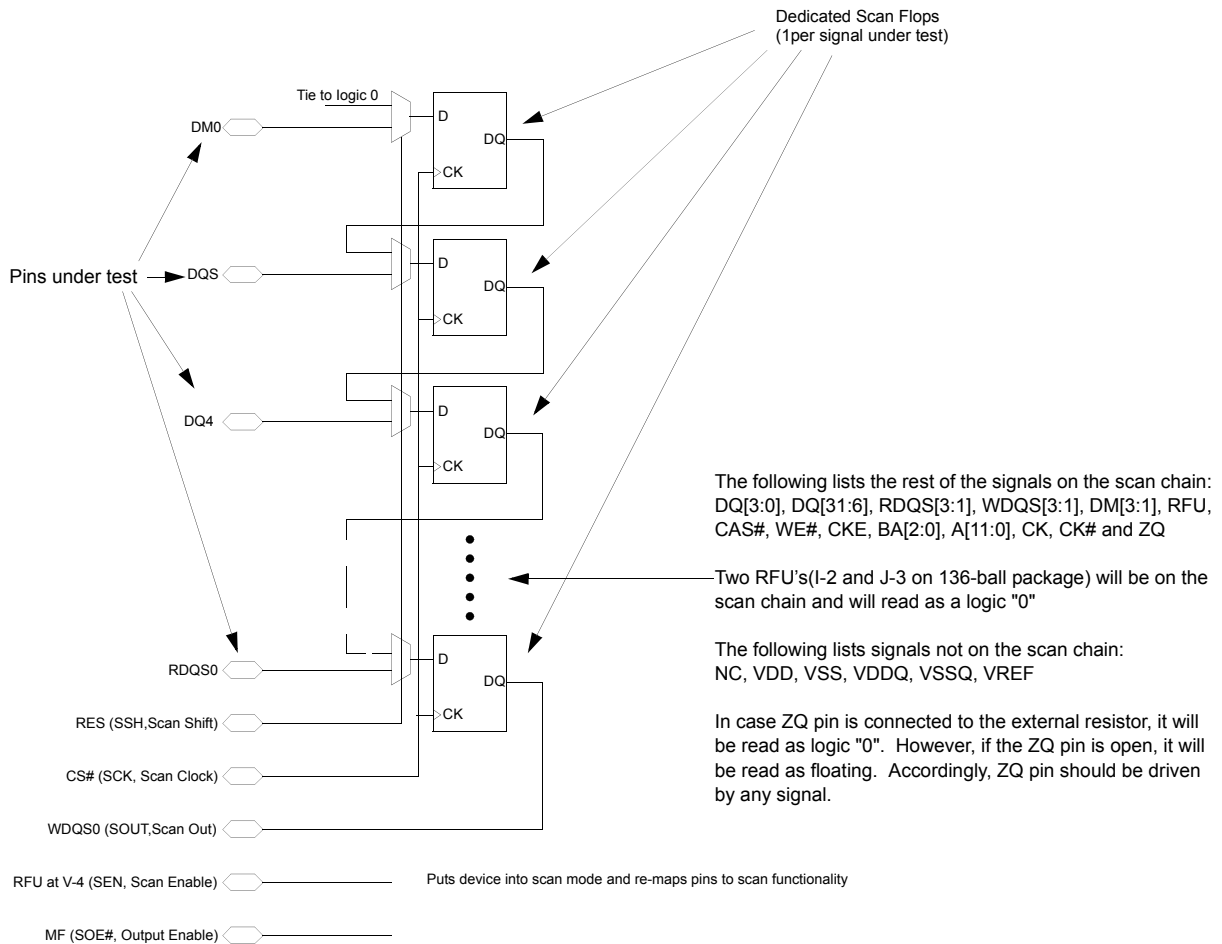 Dedicated Scan Flops
(1per signal under test)
Tie to logic 0
D
DM0
DQ
CK
D
Pins under test
DQS
DQ
CK
D
DQ4
DQ
CK
The following lists the rest of the signals on the scan chain:
DQ[3:0], DQ[31:6], RDQS[3:1], WDQS[3:1], DM[3:1], RFU,
CAS#, WE#, CKE, BA[2:0], A[11:0], CK, CK# and ZQ
Two RFU's(I-2 and J-3 on 136-ball package) will be on the
scan chain and will read as a logic "0"
The following lists signals not on the scan chain:
NC, VDD, VSS, VDDQ, VSSQ, VREF
In case ZQ pin is connected to the external resistor, it will
be read as logic "0". However, if the ZQ pin is open, it will
be read as floating. Accordingly, ZQ pin should be driven
by any signal.
D
RDQS0
DQ
CK
RES (SSH,Scan Shift)
CS# (SCK, Scan Clock)
WDQS0 (SOUT,Scan Out)
RFU at V-4 (SEN, Scan Enable)
Puts device into scan mode and re-maps pins to scan functionality
MF (SOE#, Output Enable)